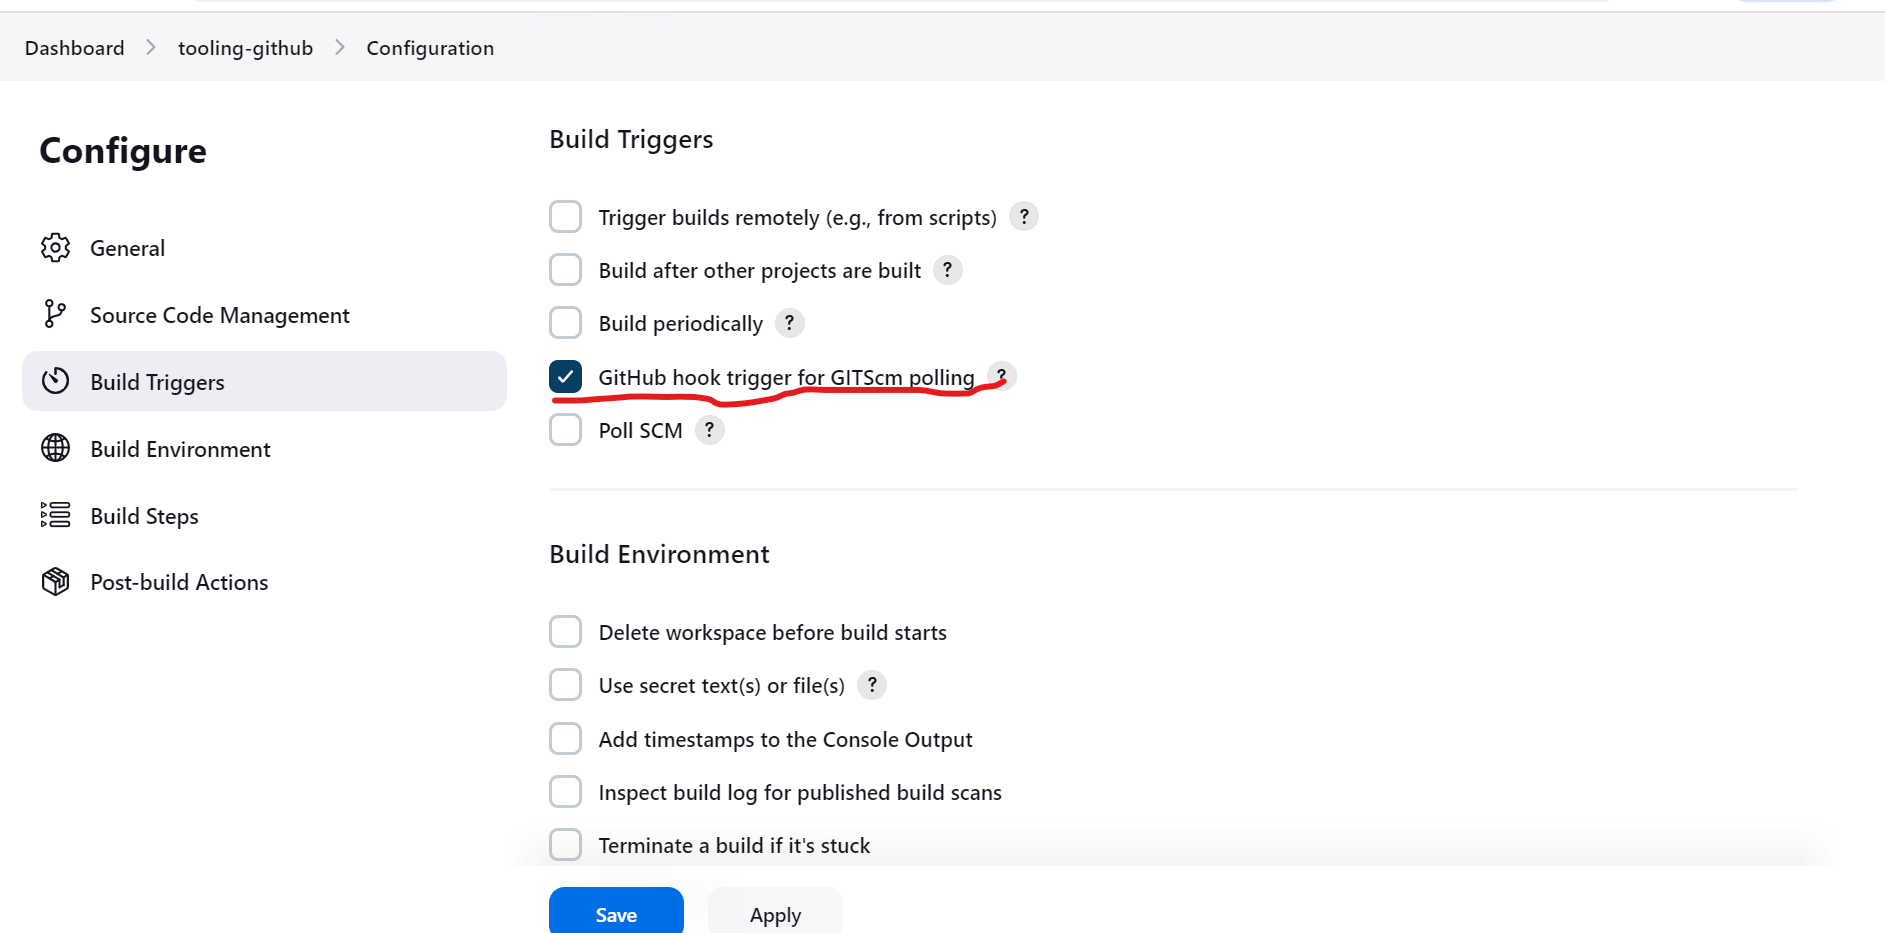 Dashboard > tooling-github > Configuration
Configure
General
Source Code Management
Build Triggers
Build Environment
Build Steps
Post-build Actions
Build Triggers
Trigger builds remotely (e.g., from scripts) ?
Build after other projects are built ?
Build periodically ?
GitHub hook trigger for GITScm polling ?
Poll SCM ?
Build Environment
Delete workspace before build starts
Use secret text(s) or file(s) ?
Add timestamps to the Console Output
Inspect build log for published build scans
Terminate a build if it's stuck
Save
Apply